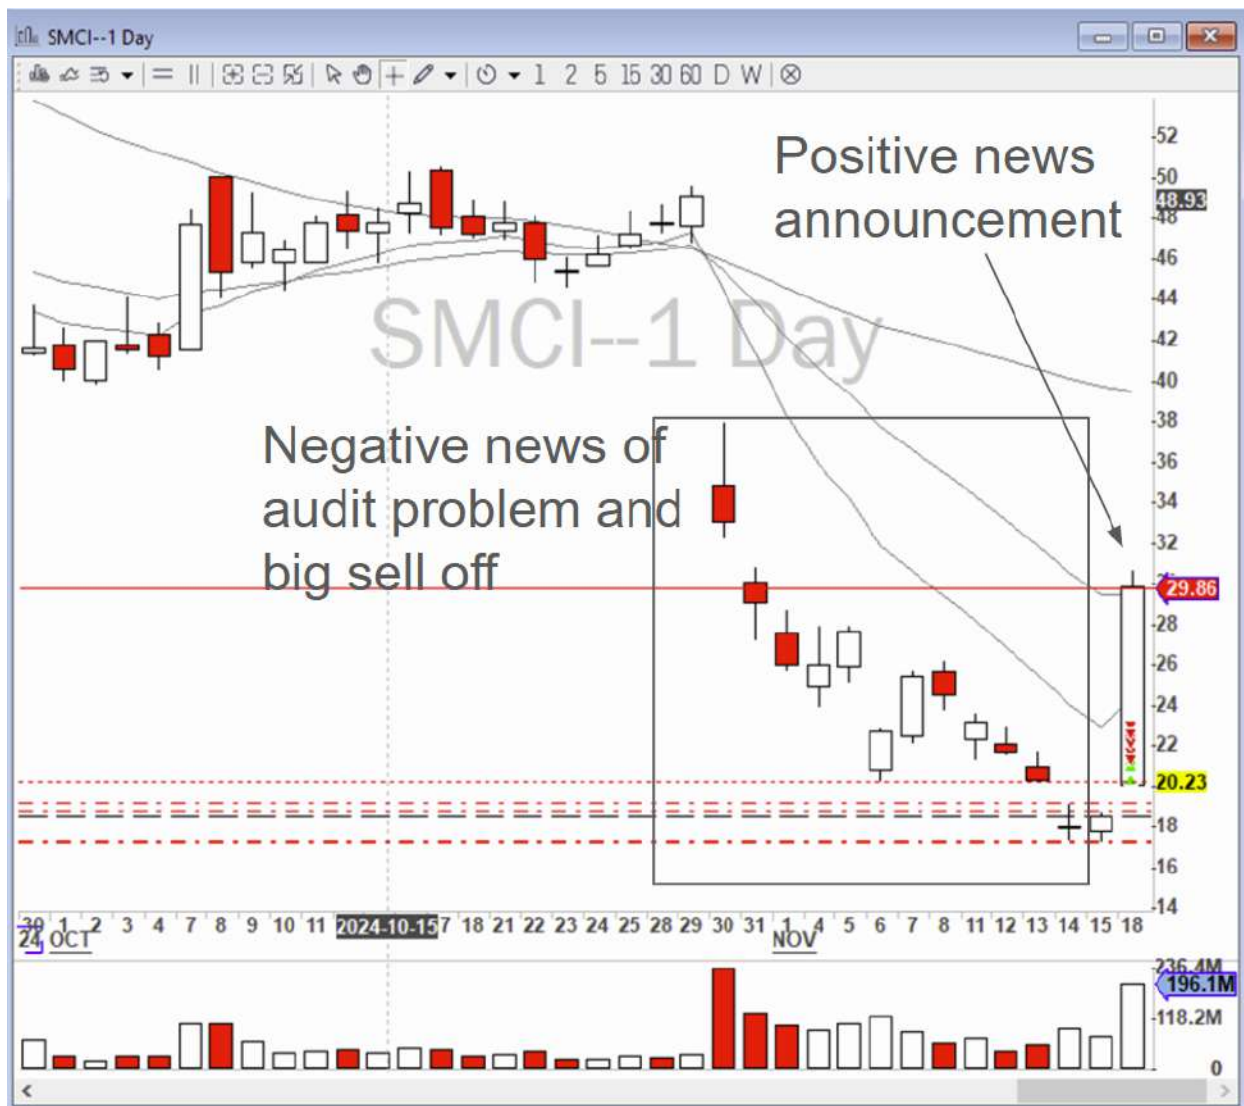 SMCI--1 Day
1 2 5 15 30 60 D W
52
Positive news
announcement
50
48.93
48
46
44
SMCI--1 Day
42
40
38
Negative news of
audit problem and
big sell off
36
34
32
29.86
28
26
24
22
20.23
18
16
14
30 1 2 3 4 7 8 9 10 11 2024-10-15 7 18 21 22 23 24 25 28 29 30 31 1 4 5 6 7 8 11 12 13 14 15 18
24 OCT NOV
236.4M
196.1M
118.2M
0